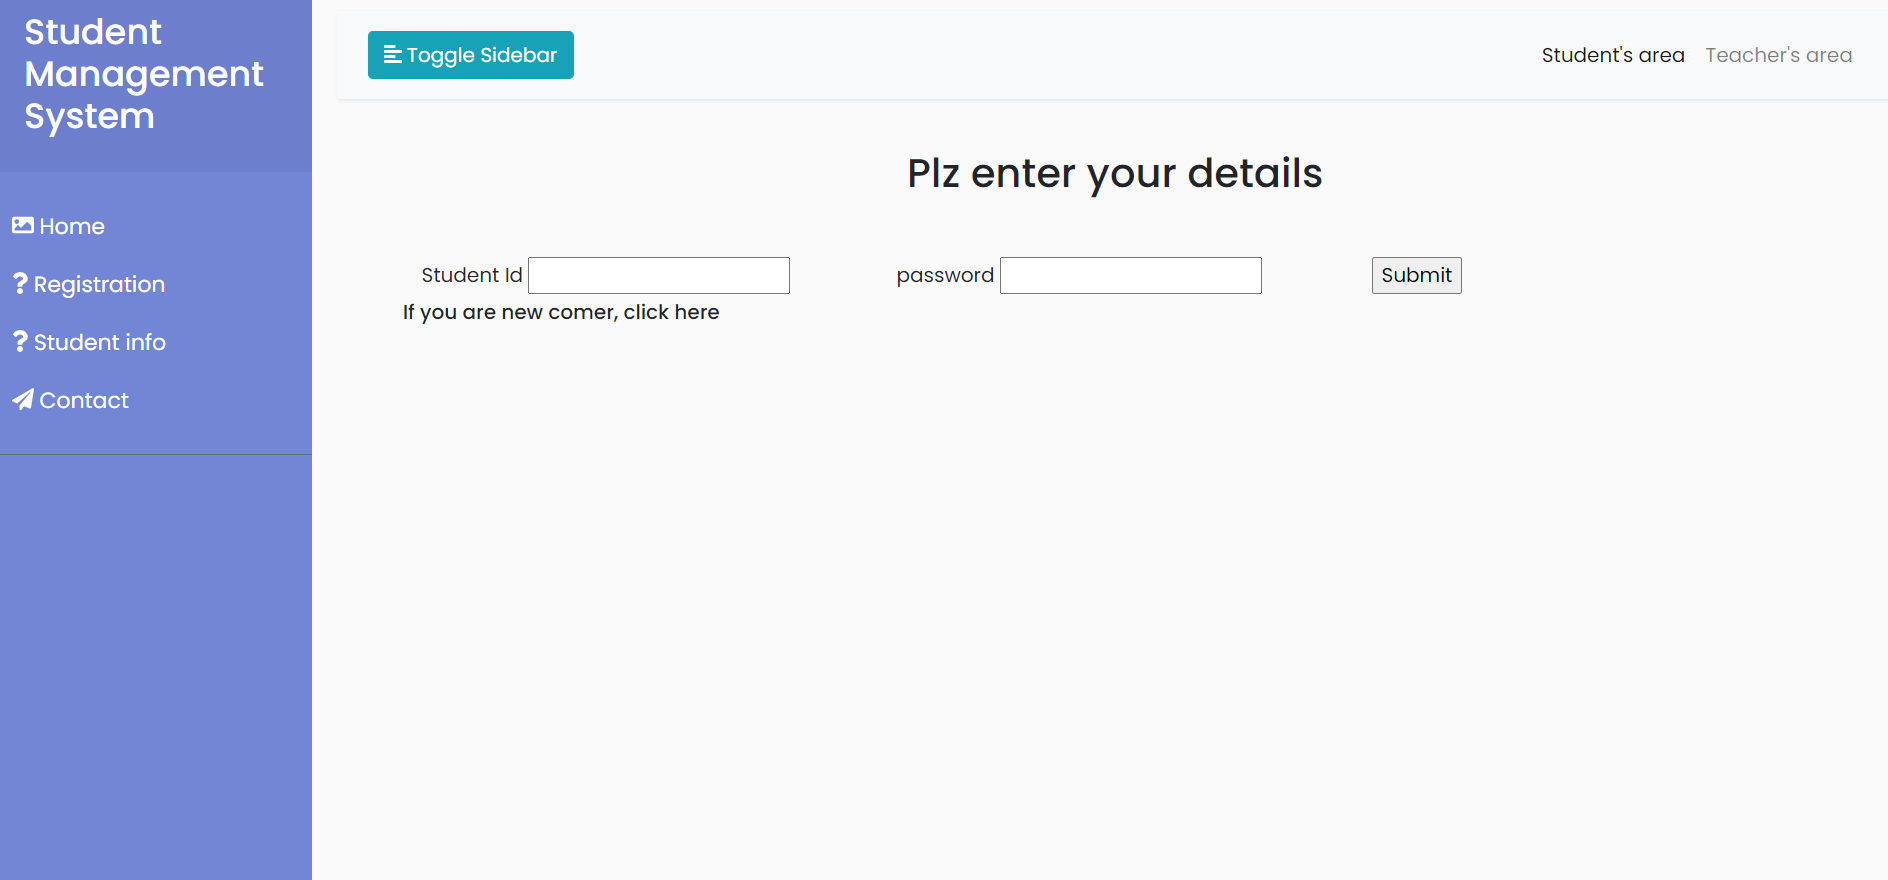 Student
Management
System
Home
Registration
Student info
Contact
Toggle Sidebar
Student's area Teacher's area
Plz enter your details
Student Id password Submit
If you are new comer, click here